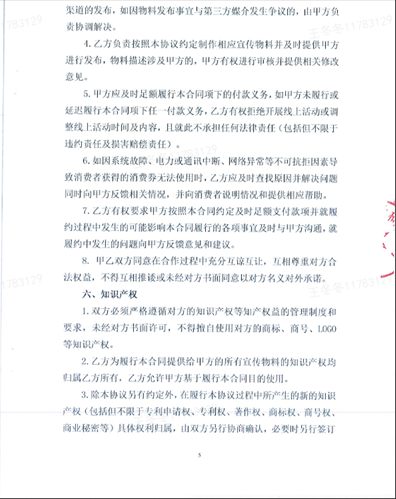 渠道的发布，如因物料发布事宜与第三方媒介发生争议的，由甲方负
责协调解决。
4.乙方负责按照本协议约定制作相应宣传物料并及时提供甲方
进行发布，物料描述涉及甲方的，甲方有权进行审核并提供相关修改
意见。
5.甲方应及时足额履行本合同项下的付款义务，如甲方未履行或
延迟履行本合同项下任一付款义务，乙方有权拒绝开展线上活动或调
整线上活动时间及内容，且就此不承担任何法律责任（包括但不限于
违约责任及损害赔偿责任）。
6.如因系统故障、电力或通讯中断、网络异常等不可抗拒因素导
致消费者获得的消费券无法使用时，乙方应及时查找原因并解决问题
同时向甲方反馈相关情况，并向消费者说明情况和提供相应帮助。
7.乙方有权要求甲方按照本合同约定及时足额支付款项并就履
约过程中发生的可能影响本合同履行的各项事宜及时与甲方沟通，就
履约中发生的问题向甲方反馈意见和建议。
8. 甲乙双方同意在合作过程中充分互谅互让，互相尊重对方合
法权益，不得互相推诿或未经对方书面同意以对方名义对外承诺。
六、知识产权
1.双方必须严格遵循对方的知识产权等知产权益的管理制度和
要求，未经对方书面许可，不得擅自使用对方的商标、商号、LOGO
等知识产权。
2.乙方为履行本合同提供给甲方的所有宣传物料的知识产权均
归属乙方所有，乙方允许甲方基于履行本合同目的使用。
3.除本协议另有约定外，在履行本协议过程中所产生的新的知识
产权（包括但不限于专利申请权、专利权、著作权、商标权、商号权、
商业秘密等）具体权利归属，由双方另行协商确认，必要时另行签订
5